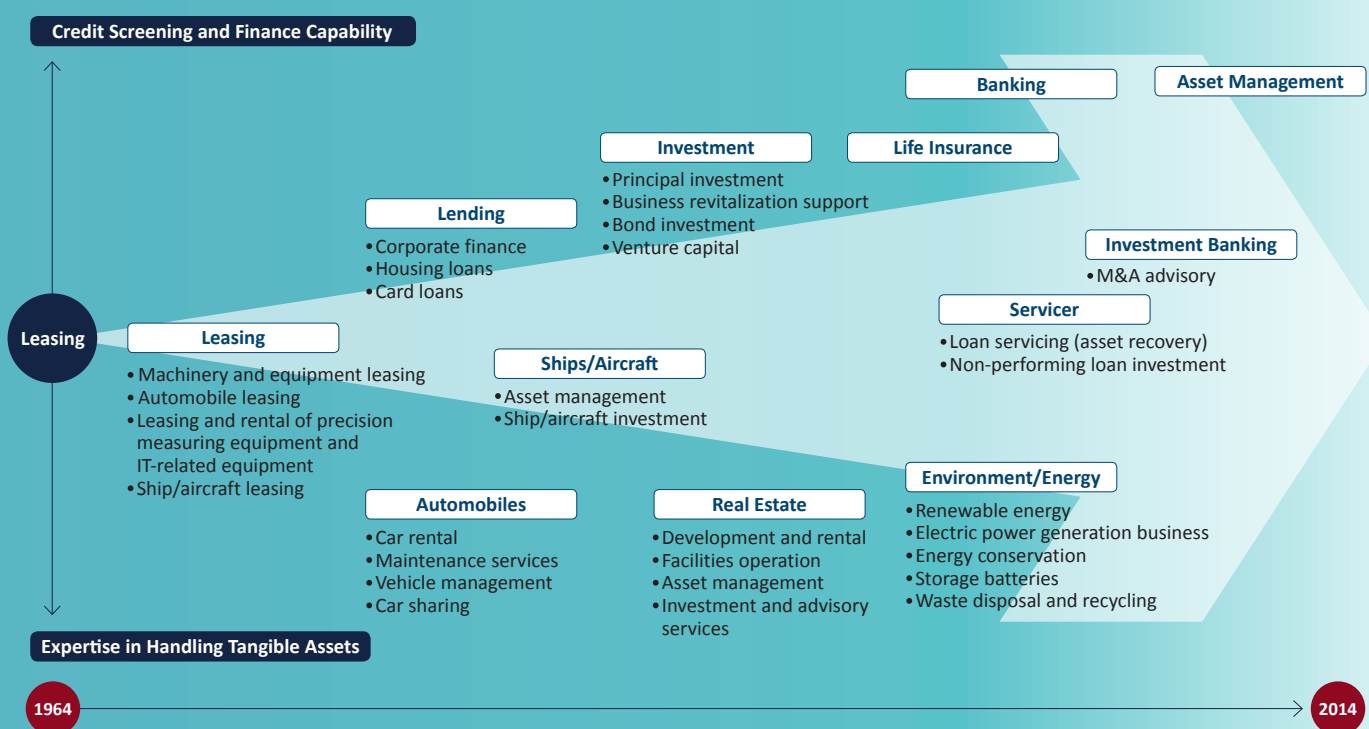 Credit Screening and Finance Capability
Banking
Asset Management
Investment
• Principal investment
• Business revitalization support
• Bond investment
• Venture capital
Life Insurance
Lending
• Corporate finance
• Housing loans
• Card loans
Investment Banking
• M&A advisory
Servicer
• Loan servicing (asset recovery)
• Non-performing loan investment
Leasing
Leasing
• Machinery and equipment leasing
• Automobile leasing
• Leasing and rental of precision
measuring equipment and
IT-related equipment
• Ship/aircraft leasing
Ships/Aircraft
• Asset management
• Ship/aircraft investment
Automobiles
• Car rental
• Maintenance services
• Vehicle management
• Car sharing
Real Estate
• Development and rental
• Facilities operation
• Asset management
• Investment and advisory
services
Environment/Energy
• Renewable energy
• Electric power generation business
• Energy conservation
• Storage batteries
• Waste disposal and recycling
Expertise in Handling Tangible Assets
1964
2014